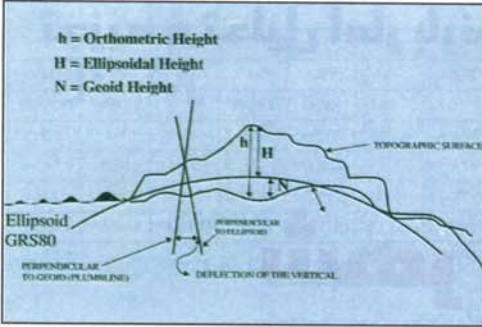 h = Orthometric Height
H = Ellipsoidal Height
N = Geoid Height
h
H
TOPOGRAPHIC SURFACE
N
Ellipsoid
GRS80
PERPENDICULAR
TO ELLIPSOID
PERPENDICULAR
TO GEOID (PLUMBLINE)
DEFLECTION OF THE VERTICAL